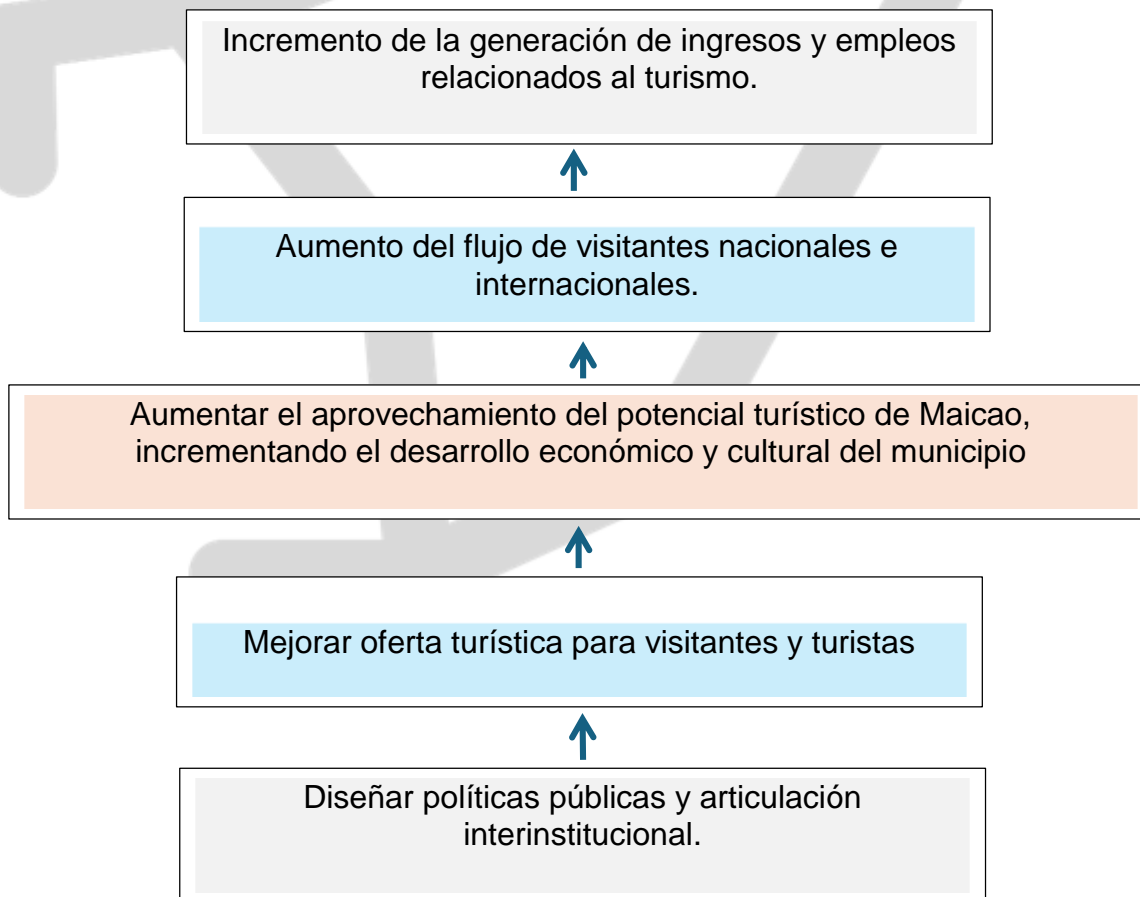 Incremento de la generación de ingresos y empleos
relacionados al turismo.
Aumento del flujo de visitantes nacionales e
internacionales.
Aumentar el aprovechamiento del potencial turístico de Maicao,
incrementando el desarrollo económico y cultural del municipio
Mejorar oferta turística para visitantes y turistas
Diseñar políticas públicas y articulación
interinstitucional.